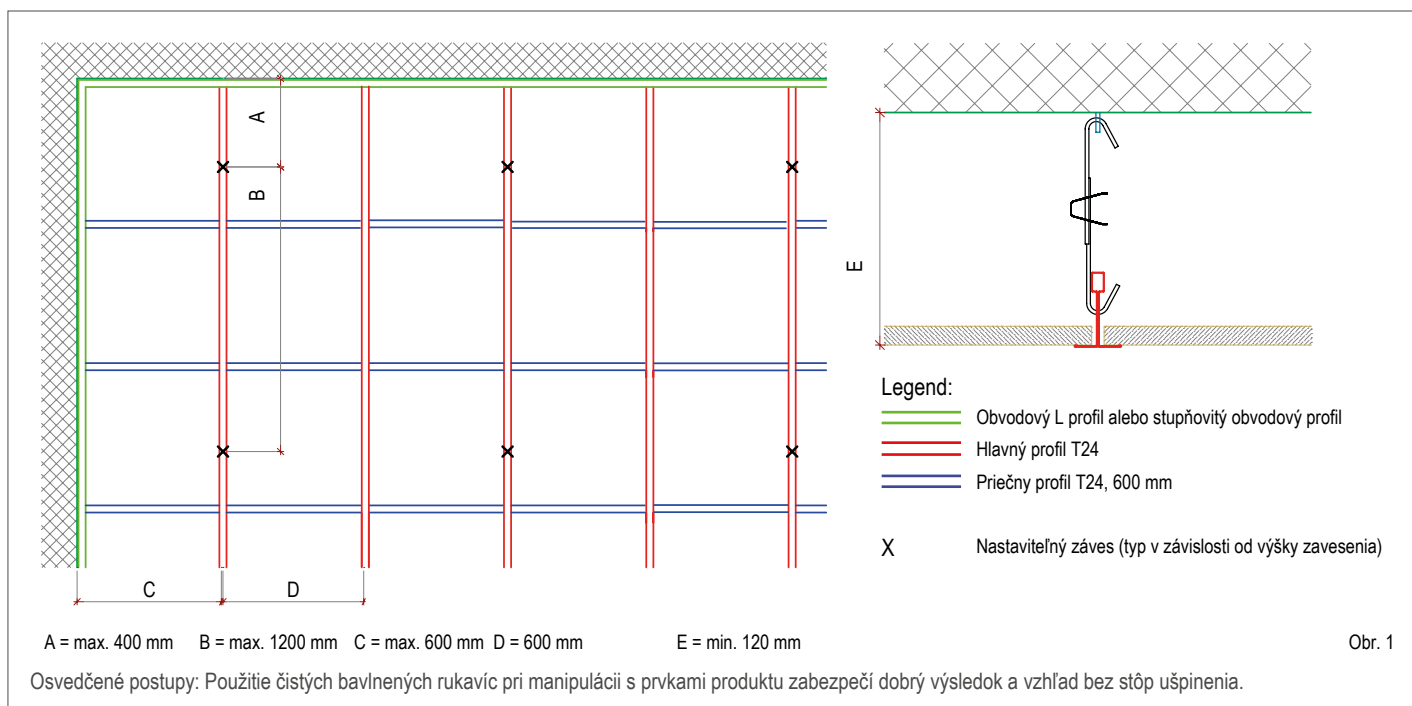 A
B
C
D
E
Legend:
Obvodový L profil alebo stupňovitý obvodový profil
Hlavný profil T24
Priečny profil T24, 600 mm
X Nastaviteľný záves (typ v závislosti od výšky zavesenia)
A = max. 400 mm B = max. 1200 mm C = max. 600 mm D = 600 mm E = min. 120 mm Obr. 1
Osvedčené postupy: Použitie čistých bavlnených rukavíc pri manipulácii s prvkami produktu zabezpečí dobrý výsledok a vzhľad bez stôp ušpinenia.